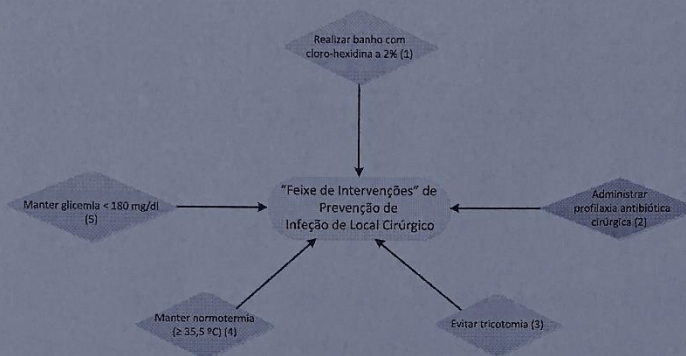 Realizar banho com
cloro-hexidina a 2% (1)
"Feixe de Intervenções" de
Prevenção de
Infeção de Local Cirúrgico
Manter glicemia < 180 mg/dl
(5)
Administrar
profilaxia antibiótica
cirúrgica (2)
Manter normotermia
(≥ 35,5 ºC) (4)
Evitar tricotomia (3)